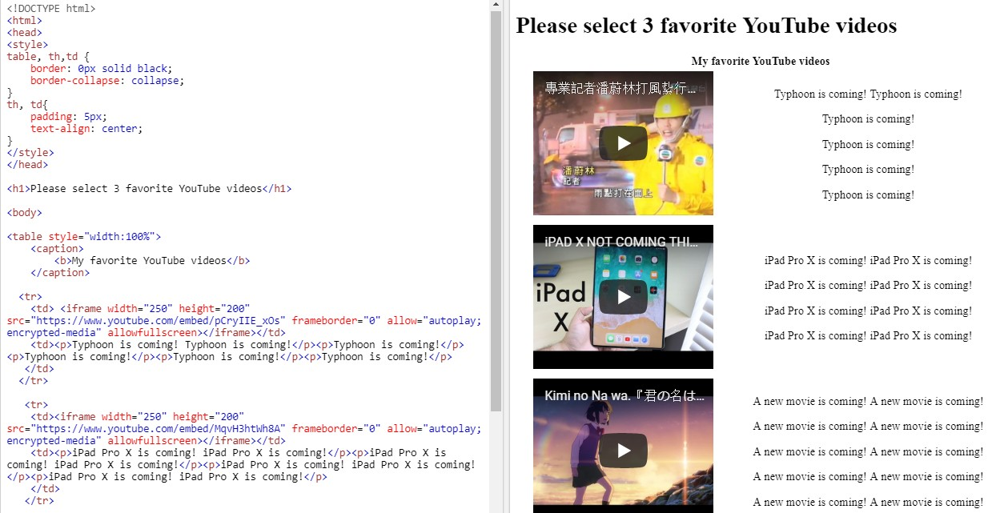 <!DOCTYPE html>
<html>
<head>
<style>
table, th,td {
    border: 0px solid black;
    border-collapse: collapse;
}
th, td{
    padding: 5px;
    text-align: center;
}
</style>
</head>
<h1>Please select 3 favorite YouTube videos</h1>
<body>
<table style="width:100%">
    <caption>
        <b>My favorite YouTube videos</b>
    </caption>
  <tr>
    <td> <iframe width="250" height="200"
src="https://www.youtube.com/embed/pCryIIE_xOs" frameborder="0" allow="autoplay;
encrypted-media" allowfullscreen></iframe></td>
    <td><p>Typhoon is coming! Typhoon is coming!</p><p>Typhoon is coming!</p>
<p>Typhoon is coming!</p><p>Typhoon is coming!</p><p>Typhoon is coming!</p>
   </td>
  </tr>
   <tr>
    <td><iframe width="250" height="200"
src="https://www.youtube.com/embed/MqvH3htWh8A" frameborder="0" allow="autoplay;
encrypted-media" allowfullscreen></iframe></td>
    <td><p>iPad Pro X is coming! iPad Pro X is coming!</p><p>iPad Pro X is
coming! iPad Pro X is coming!</p><p>iPad Pro X is coming! iPad Pro X is coming!
</p><p>iPad Pro X is coming! iPad Pro X is coming!</p>
    </td>
   </tr>
Please select 3 favorite YouTube videos
My favorite YouTube videos
專業記者潘蔚林打風紮行...
潘蔚林
記者
雨點打在面上
Typhoon is coming! Typhoon is coming!
Typhoon is coming!
Typhoon is coming!
Typhoon is coming!
Typhoon is coming!
iPAD X NOT COMING THI...
iPad
X
iPad Pro X is coming! iPad Pro X is coming!
iPad Pro X is coming! iPad Pro X is coming!
iPad Pro X is coming! iPad Pro X is coming!
iPad Pro X is coming! iPad Pro X is coming!
Kimi no Na wa.『君の名は...
A new movie is coming! A new movie is coming!
A new movie is coming! A new movie is coming!
A new movie is coming! A new movie is coming!
A new movie is coming! A new movie is coming!
A new movie is coming! A new movie is coming!